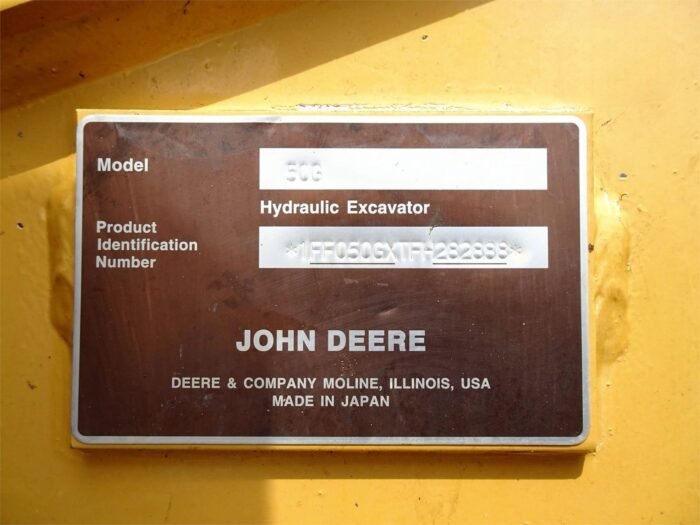 Model 50G
Hydraulic Excavator
Product
Identification
Number
*1FF050GXTFH282888*
JOHN DEERE
DEERE & COMPANY MOLINE, ILLINOIS, USA
MADE IN JAPAN